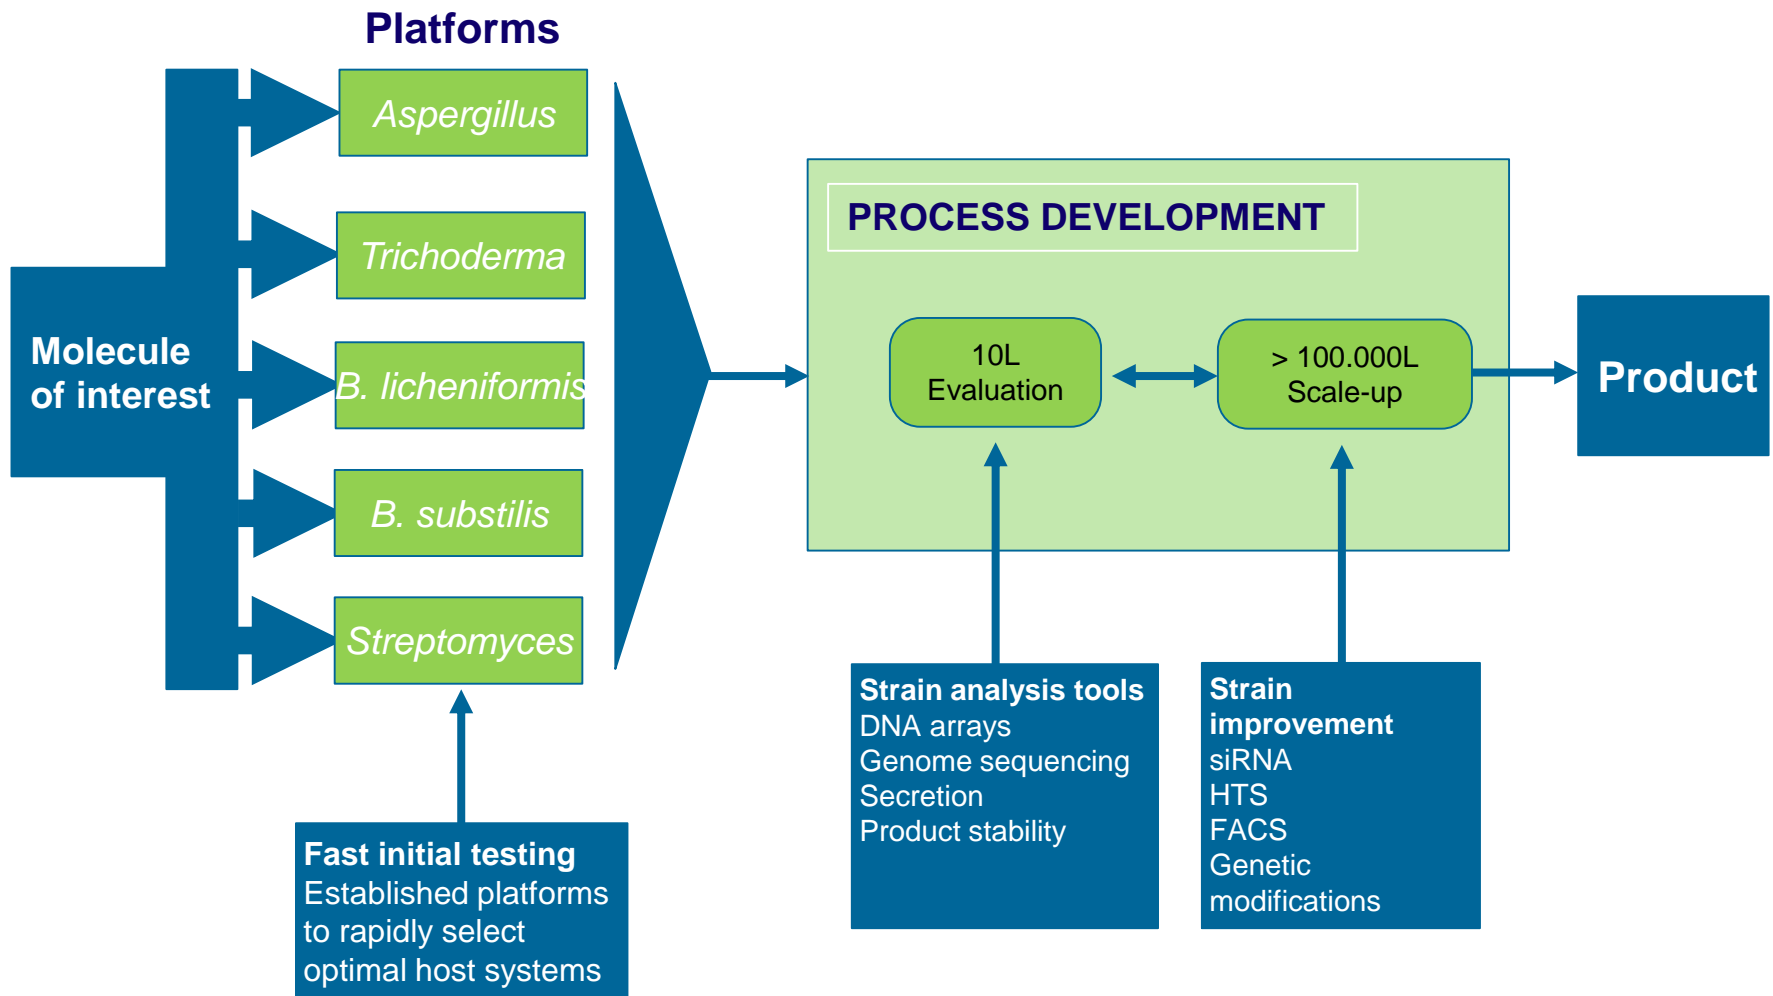 Platforms
Molecule
of interest
Aspergillus
Trichoderma
B. licheniformis
B. substilis
Streptomyces
Fast initial testing
Established platforms
to rapidly select
optimal host systems
PROCESS DEVELOPMENT
10L
Evaluation
> 100.000L
Scale-up
Product
Strain analysis tools
DNA arrays
Genome sequencing
Secretion
Product stability
Strain
improvement
siRNA
HTS
FACS
Genetic
modifications